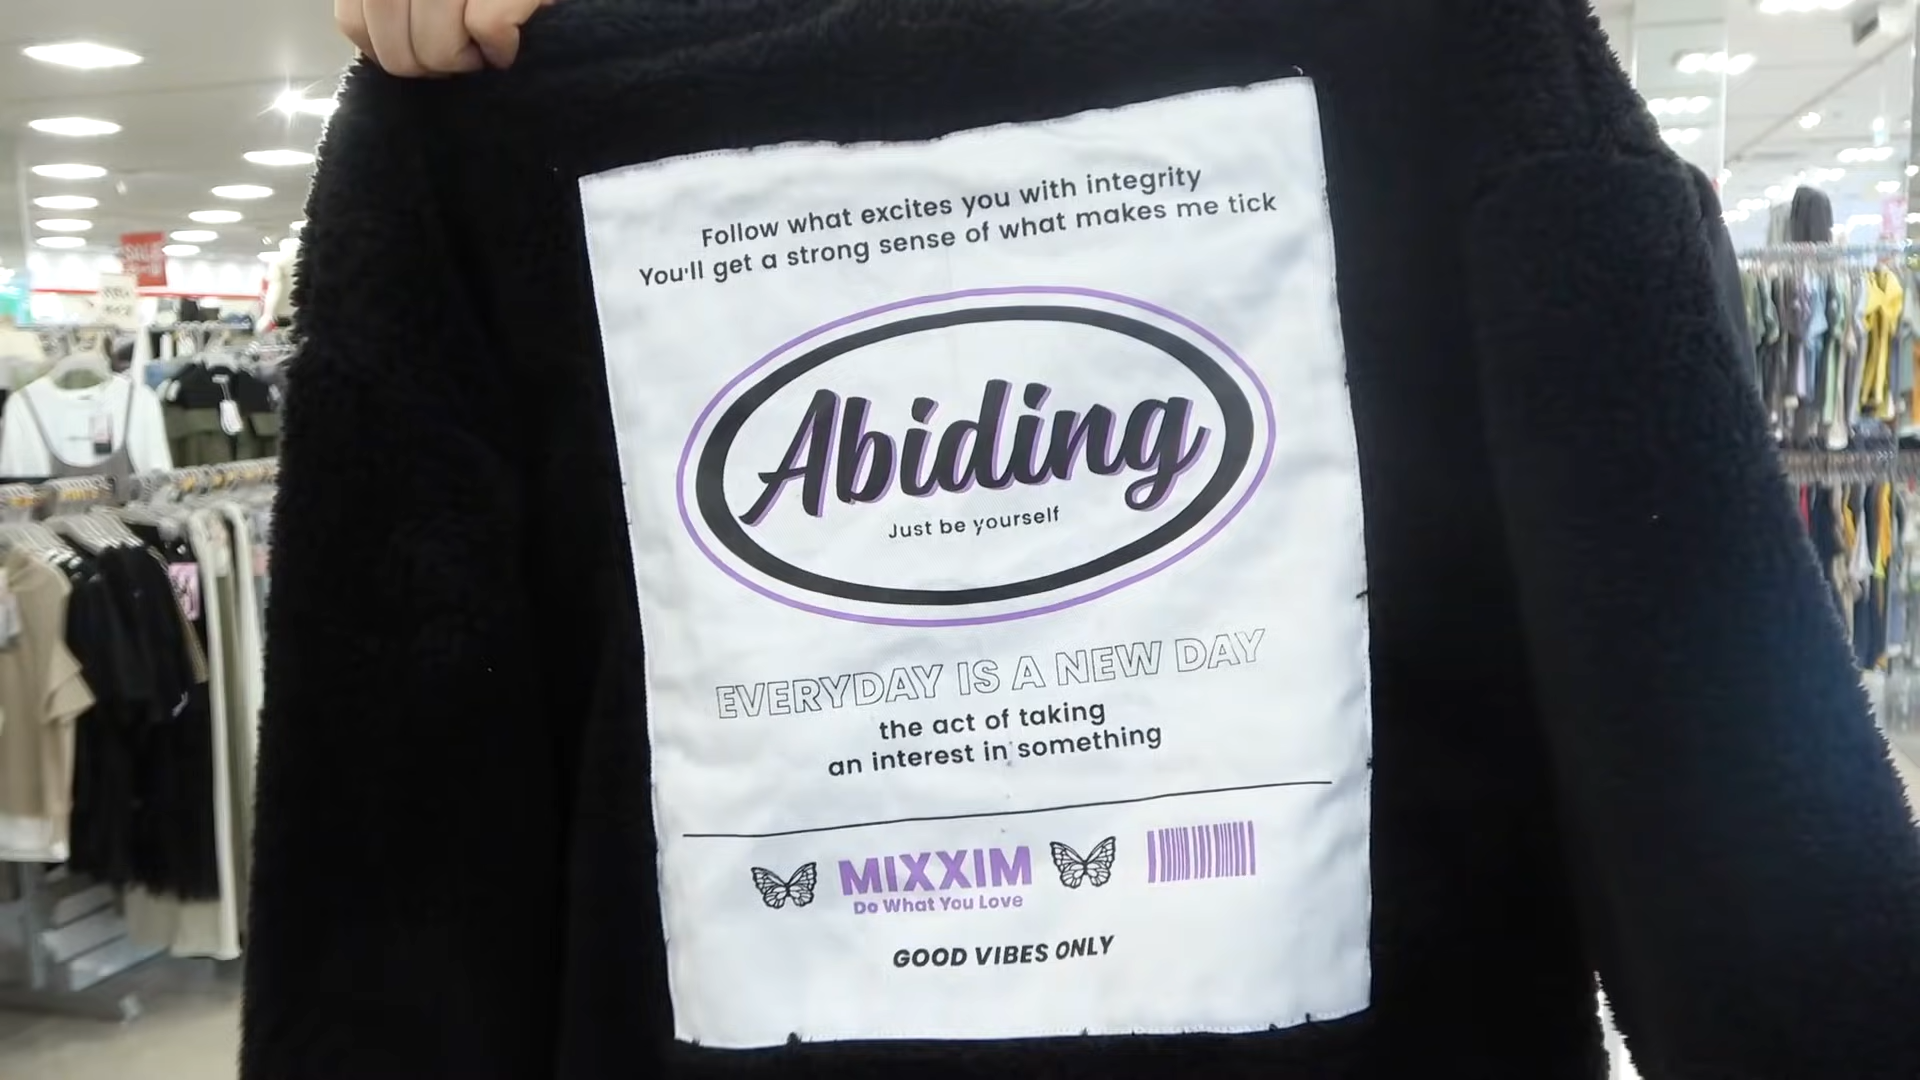 Follow what excites you with integrity
You'll get a strong sense of what makes me tick
Abiding
Just be yourself
EVERYDAY IS A NEW DAY
the act of taking
an interest in something
MIXXIM
Do What You Love
GOOD VIBES ONLY
SALE